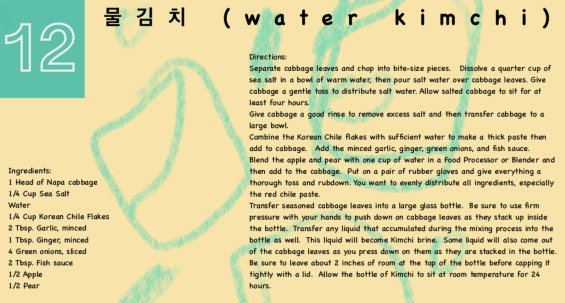 12
물김치 (water kimchi)
Directions:
Separate cabbage leaves and chop into bite-size pieces. Dissolve a quarter cup of
sea salt in a bowl of warm water, then pour salt water over cabbage leaves. Give
cabbage a gentle toss to distribute salt water. Allow salted cabbage to sit for at
least four hours.
Give cabbage a good rinse to remove excess salt and then transfer cabbage to a
large bowl.
Combine the Korean Chile flakes with sufficient water to make a thick paste then
add to cabbage. Add the minced garlic, ginger, green onions, and fish sauce.
Blend the apple and pear with one cup of water in a Food Processor or Blender and
then add to the cabbage. Put on a pair of rubber gloves and give everything a
thorough toss and rubdown. You want to evenly distribute all ingredients, especially
the red chile paste.
Transfer seasoned cabbage leaves into a large glass bottle. Be sure to use firm
pressure with your hands to push down on cabbage leaves as they stack up inside
the bottle. Transfer any liquid that accumulated during the mixing process into the
bottle as well. This liquid will become Kimchi brine. Some liquid will also come out
of the cabbage leaves as you press down on them as they are stacked in the bottle.
Be sure to leave about 2 inches of room at the top of the bottle before capping it
tightly with a lid. Allow the bottle of Kimchi to sit at room temperature for 24
hours.
Ingredients:
1 Head of Napa cabbage
1/4 Cup Sea Salt
Water
1/4 Cup Korean Chile Flakes
2 Tbsp. Garlic, minced
1 Tbsp. Ginger, minced
4 Green onions, sliced
2 Tbsp. Fish sauce
1/2 Apple
1/2 Pear